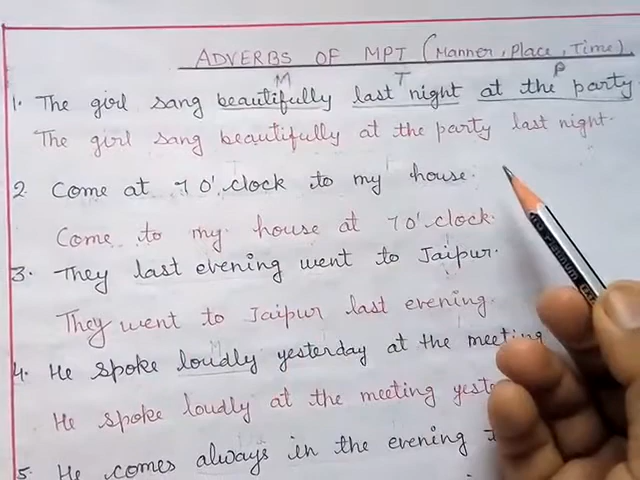 ADVERBS OF MPT (Manner, Place, Time)
M T P
1. The girl sang beautifully last night at the party
The girl sang beautifully at the party last night.
2. Come at 7 O'clock to my house.
Come to my house at 7 O'clock.
3. They last evening went to Jaipur.
They went to Jaipur last evening.
4. He spoke loudly yesterday at the meeting
He spoke loudly at the meeting
5. He comes always in the evening